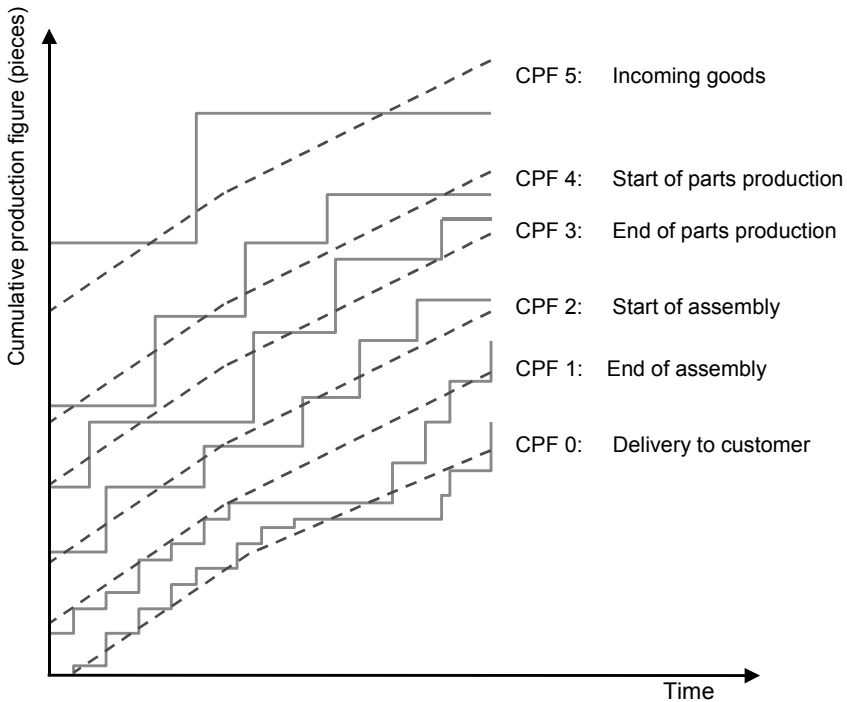 Cumulative production figure (pieces)
CPF 5: Incoming goods
CPF 4: Start of parts production
CPF 3: End of parts production
CPF 2: Start of assembly
CPF 1: End of assembly
CPF 0: Delivery to customer
Time